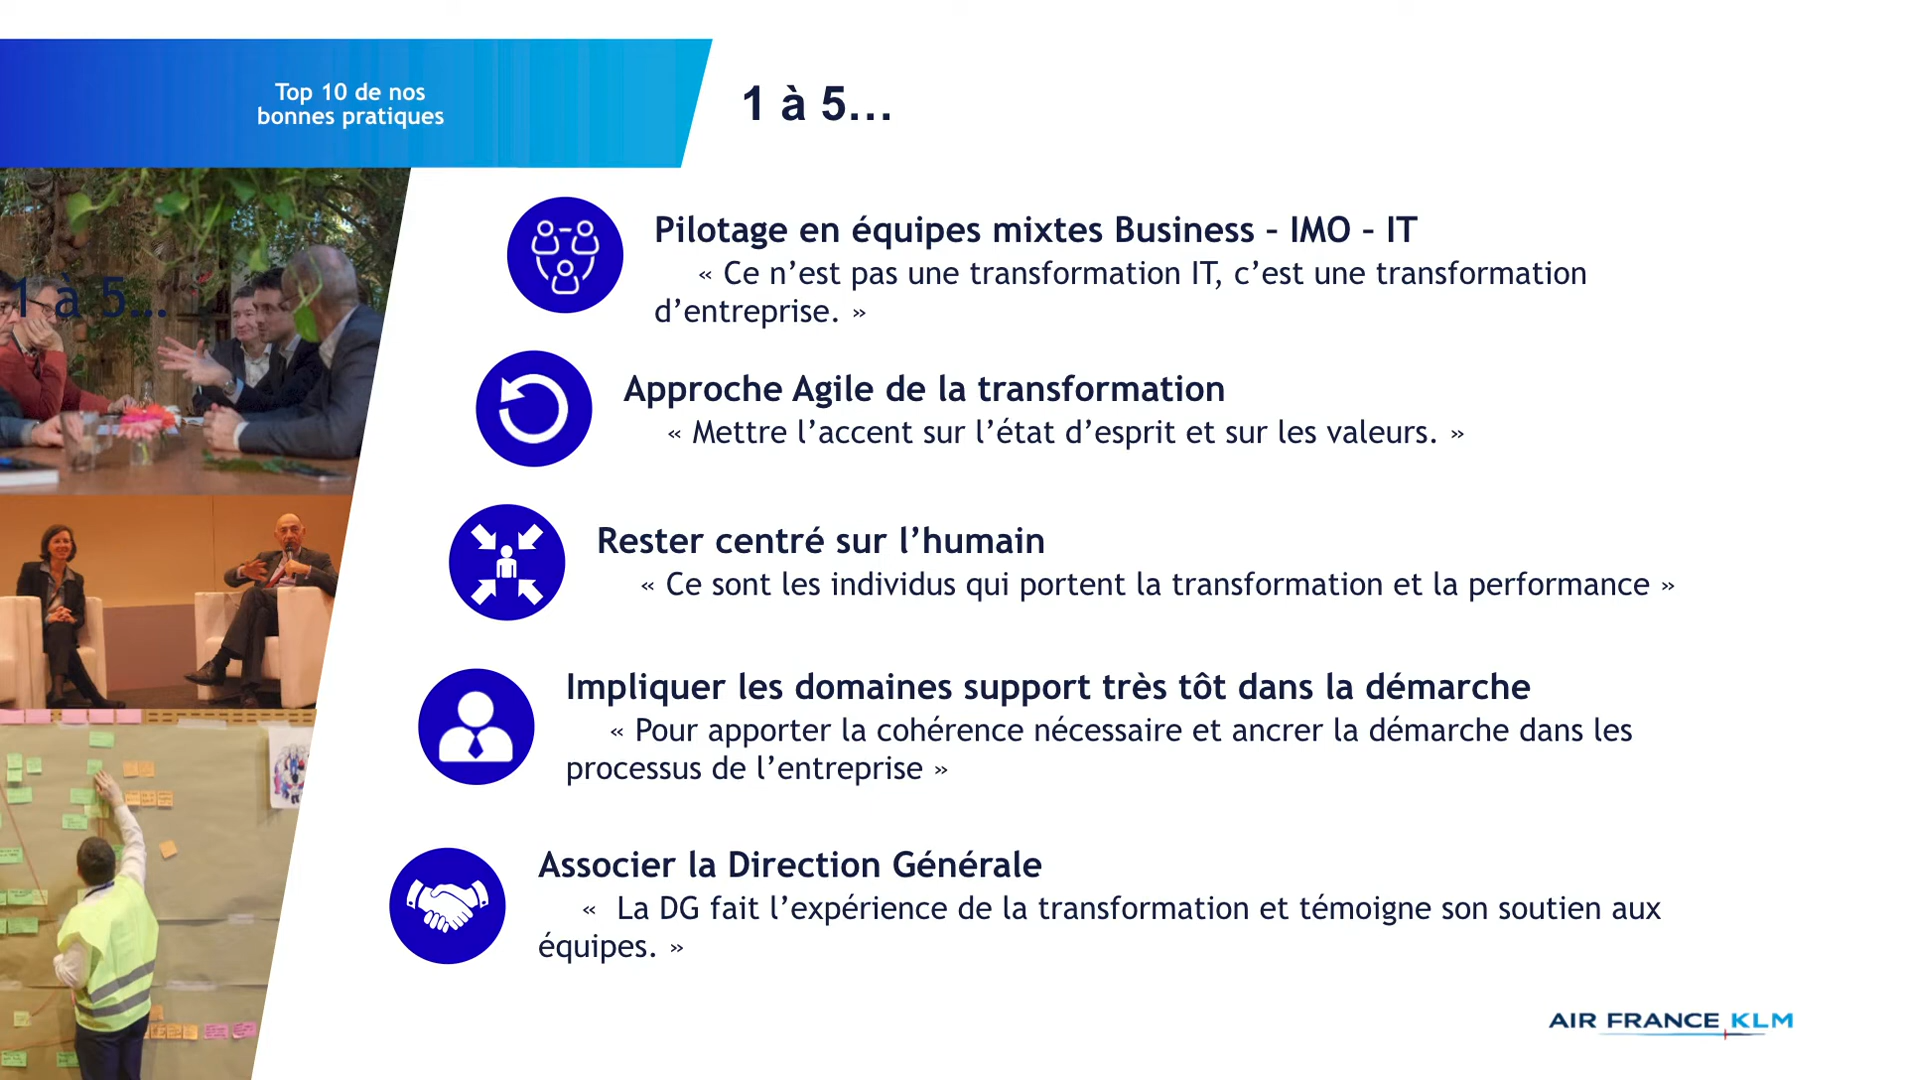 Top 10 de nos
bonnes pratiques
1 à 5...
1 à 5...
Pilotage en équipes mixtes Business – IMO – IT
« Ce n’est pas une transformation IT, c’est une transformation
d’entreprise. »
Approche Agile de la transformation
« Mettre l’accent sur l’état d’esprit et sur les valeurs. »
Rester centré sur l’humain
« Ce sont les individus qui portent la transformation et la performance »
Impliquer les domaines support très tôt dans la démarche
« Pour apporter la cohérence nécessaire et ancrer la démarche dans les
processus de l’entreprise »
Associer la Direction Générale
« La DG fait l’expérience de la transformation et témoigne son soutien aux
équipes. »
AIR FRANCE KLM